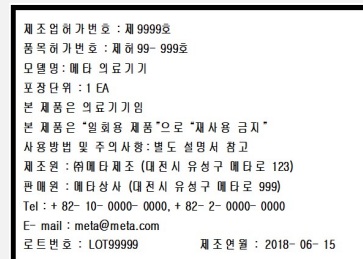 제조업허가번호 : 제 9999호
품목허가번호 : 제허 99- 999호
모델명 : 메타 의료기기
포장단위 : 1 EA
본 제품은 의료기기임
본 제품은 “일회용 제품”으로 “재사용 금지”
사용방법 및 주의사항 : 별도 설명서 참고
제조원 : ㈜메타제조 (대전시 유성구 메타로 123)
판매원 : 메타상사 (대전시 유성구 메타로 999)
Tel : + 82- 10- 0000- 0000, + 82- 2- 0000- 0000
E- mail : meta@meta.com
로트번호 : LOT99999 제조연월 : 2018- 06- 15